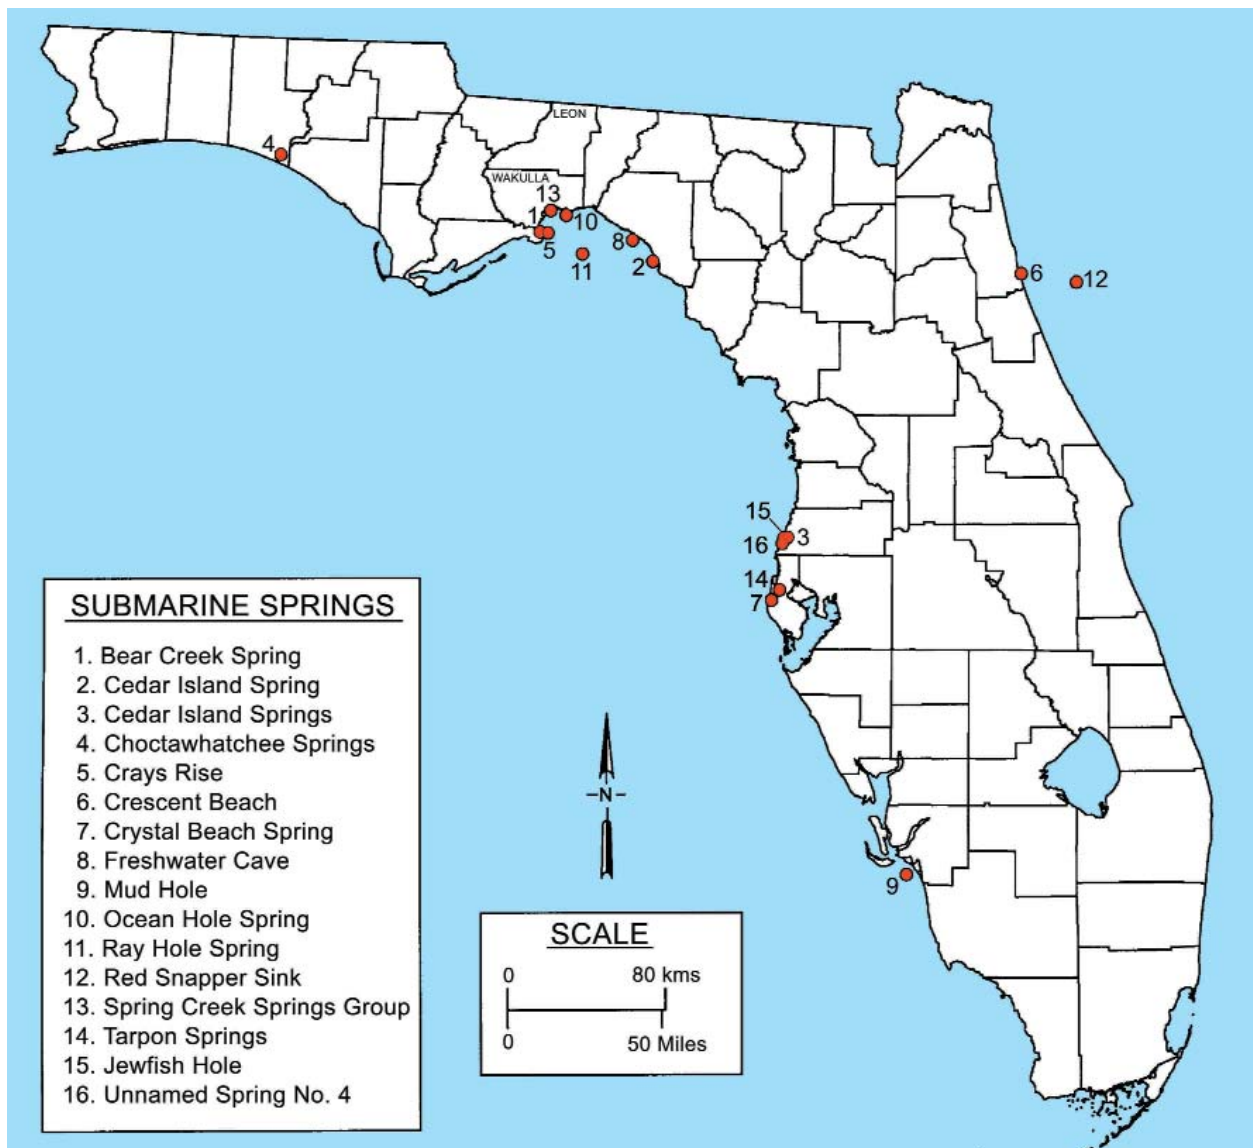 LEON
4
WAKULLA
13
1
10
5
8
11
2
6
12
15
3
16
14
7
SUBMARINE SPRINGS
1. Bear Creek Spring
2. Cedar Island Spring
3. Cedar Island Springs
4. Choctawhatchee Springs
5. Crays Rise
6. Crescent Beach
7. Crystal Beach Spring
8. Freshwater Cave
9. Mud Hole
10. Ocean Hole Spring
11. Ray Hole Spring
12. Red Snapper Sink
13. Spring Creek Springs Group
14. Tarpon Springs
15. Jewfish Hole
16. Unnamed Spring No. 4
-N-
9
SCALE
0 80 kms
0 50 Miles